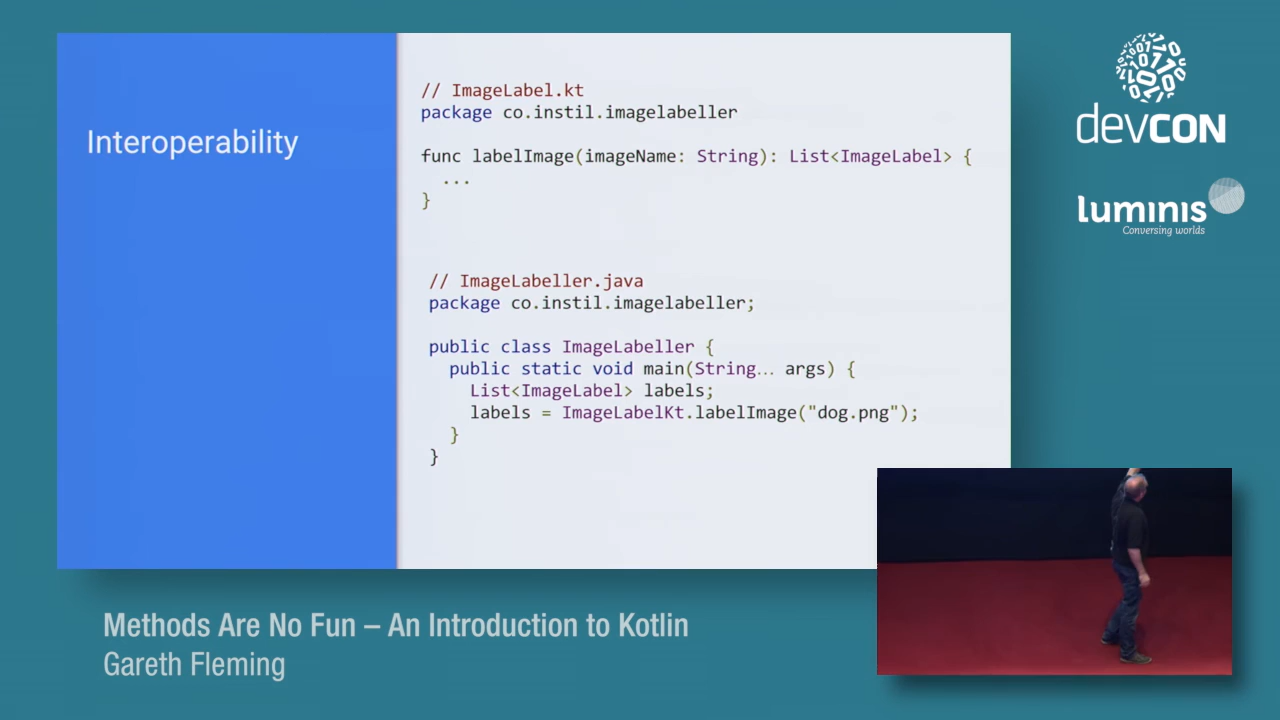 Interoperability
// ImageLabel.kt
package co.instil.imagelabeller
func labelImage(imageName: String): List<ImageLabel> {
...
}
// ImageLabeller.java
package co.instil.imagelabeller;
public class ImageLabeller {
public static void main(String… args) {
List<ImageLabel> labels;
labels = ImageLabelKt.labelImage("dog.png");
}
}
devCON
luminis
Conversing worlds
Methods Are No Fun – An Introduction to Kotlin
Gareth Fleming